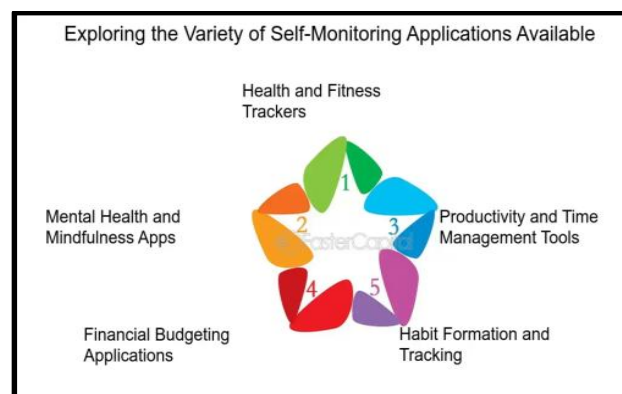 Exploring the Variety of Self-Monitoring Applications Available
Health and Fitness
Trackers
1
Mental Health and
Mindfulness Apps
2
3
Productivity and Time
Management Tools
FasterCapital
4
5
Financial Budgeting
Applications
Habit Formation and
Tracking